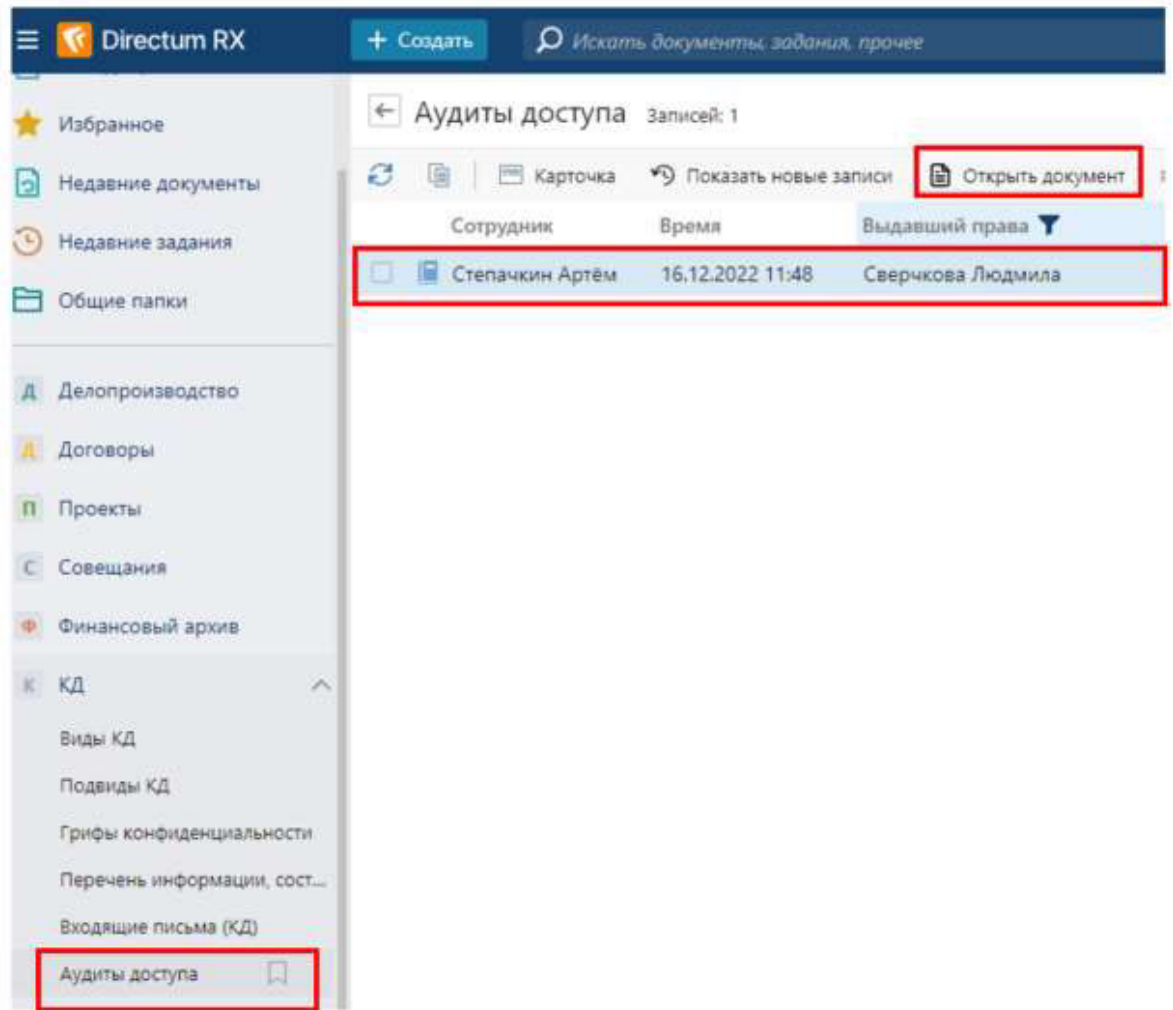 Directum RX
+ Создать
Искать документы, задания, прочее
Избранное
Недавние документы
Недавние задания
Общие папки
Д Делопроизводство
Д Договоры
П Проекты
С Совещания
Ф Финансовый архив
К КД
Виды КД
Подвиды КД
Грифы конфиденциальности
Перечень информации, сост...
Входящие письма (КД)
Аудиты доступа
Аудиты доступа Записей: 1
Карточка Показать новые записи Открыть документ
Сотрудник Время Выдавший права
Степачкин Артём 16.12.2022 11:48 Сверчкова Людмила